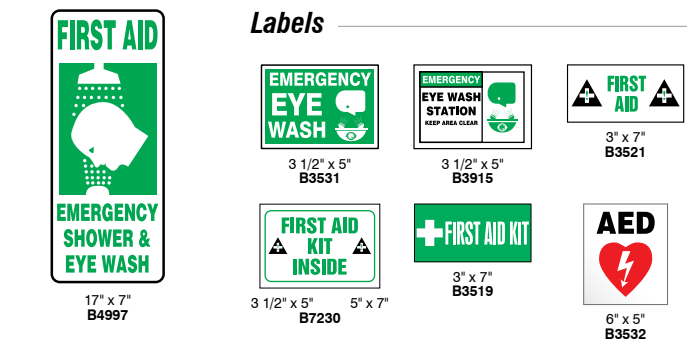 FIRST AID
EMERGENCY
SHOWER &
EYE WASH
17" x 7"
B4997
Labels
EMERGENCY
EYE
WASH
3 1/2" x 5"
B3531
EMERGENCY
EYE WASH
STATION
KEEP AREA CLEAR
3 1/2" x 5"
B3915
FIRST
AID
3" x 7"
B3521
FIRST AID
KIT
INSIDE
3 1/2" x 5" 5" x 7"
B7230
FIRST AID KIT
3" x 7"
B3519
AED
6" x 5"
B3532